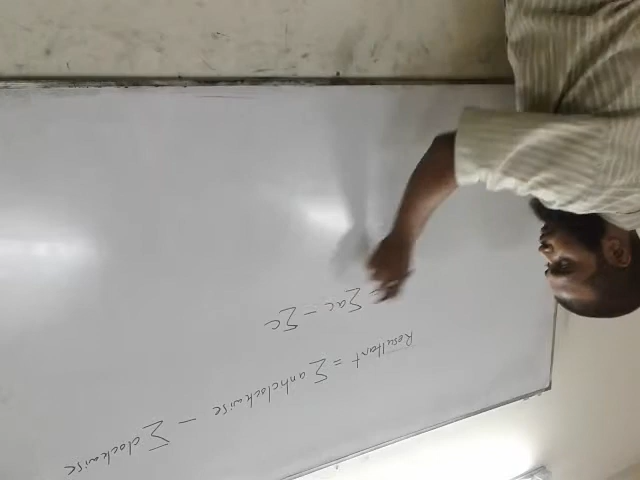 Resultant = Σ anticlockwise − Σ clockwise
= Σac − Σc